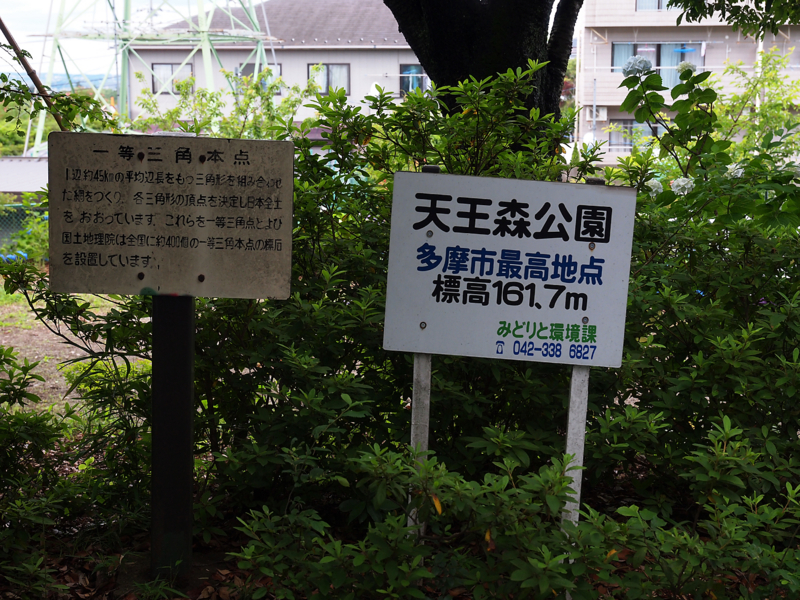 一等三角本点
1辺約45kmの平均辺長をもつ三角形を組み合わせ
た網をつくり、各三角形の頂点を決定し日本全土
を、おおっています。これらを一等三角点とよび
国土地理院は全国に約400個の一等三角本点の標石
を設置しています。
天王森公園
多摩市最高地点
標高161.7m
みどりと環境課
☎ 042-338 6827